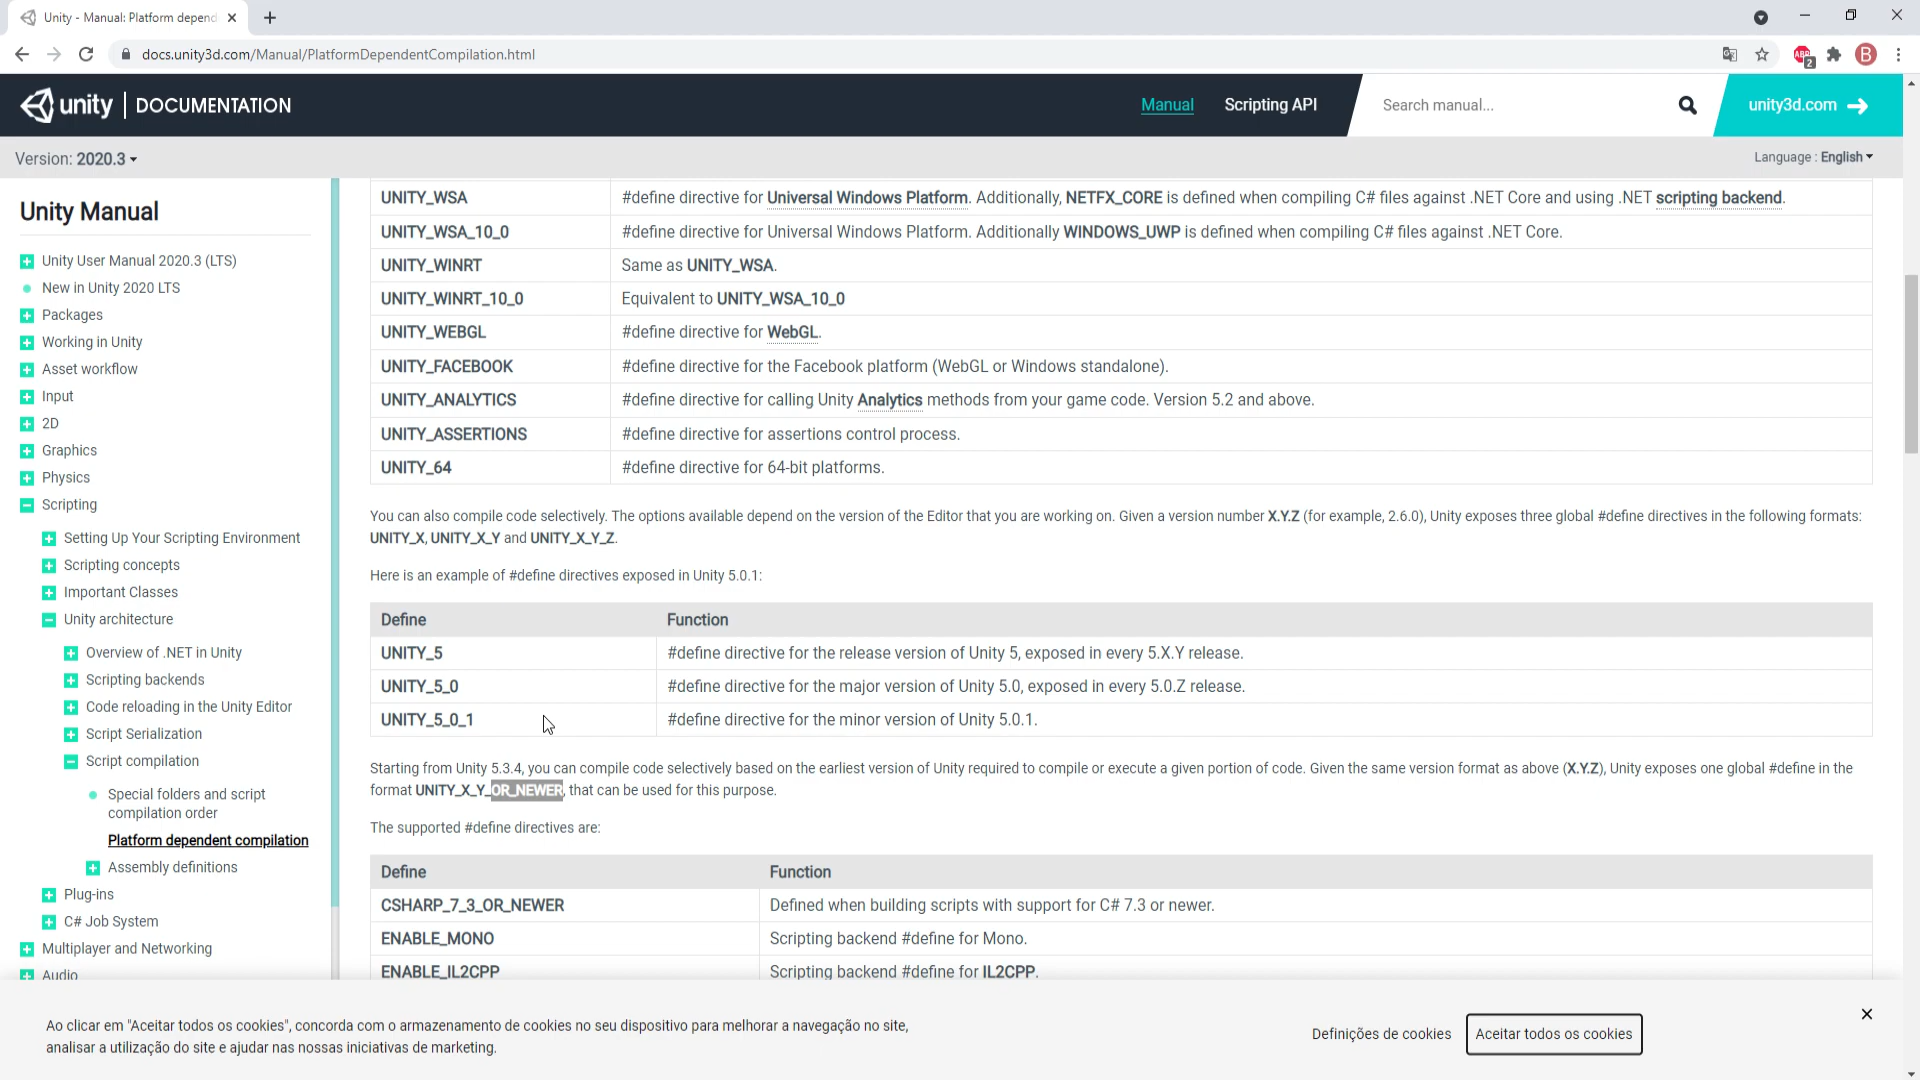 Unity - Manual: Platform depend
docs.unity3d.com/Manual/PlatformDependentCompilation.html
ABP
2
B
unity | DOCUMENTATION
Manual
Scripting API
Search manual...
unity3d.com
Version: 2020.3
Language : English
Unity Manual
Unity User Manual 2020.3 (LTS)
New in Unity 2020 LTS
Packages
Working in Unity
Asset workflow
Input
2D
Graphics
Physics
Scripting
Setting Up Your Scripting Environment
Scripting concepts
Important Classes
Unity architecture
Overview of .NET in Unity
Scripting backends
Code reloading in the Unity Editor
Script Serialization
Script compilation
Special folders and script
compilation order
Platform dependent compilation
Assembly definitions
Plug-ins
C# Job System
Multiplayer and Networking
Audio
UNITY_WSA #define directive for Universal Windows Platform. Additionally, NETFX_CORE is defined when compiling C# files against .NET Core and using .NET scripting backend.
UNITY_WSA_10_0 #define directive for Universal Windows Platform. Additionally WINDOWS_UWP is defined when compiling C# files against .NET Core.
UNITY_WINRT Same as UNITY_WSA.
UNITY_WINRT_10_0 Equivalent to UNITY_WSA_10_0
UNITY_WEBGL #define directive for WebGL.
UNITY_FACEBOOK #define directive for the Facebook platform (WebGL or Windows standalone).
UNITY_ANALYTICS #define directive for calling Unity Analytics methods from your game code. Version 5.2 and above.
UNITY_ASSERTIONS #define directive for assertions control process.
UNITY_64 #define directive for 64-bit platforms.
You can also compile code selectively. The options available depend on the version of the Editor that you are working on. Given a version number X.Y.Z (for example, 2.6.0), Unity exposes three global #define directives in the following formats:
UNITY_X, UNITY_X_Y and UNITY_X_Y_Z.
Here is an example of #define directives exposed in Unity 5.0.1:
Define Function
UNITY_5 #define directive for the release version of Unity 5, exposed in every 5.X.Y release.
UNITY_5_0 #define directive for the major version of Unity 5.0, exposed in every 5.0.Z release.
UNITY_5_0_1 #define directive for the minor version of Unity 5.0.1.
Starting from Unity 5.3.4, you can compile code selectively based on the earliest version of Unity required to compile or execute a given portion of code. Given the same version format as above (X.Y.Z), Unity exposes one global #define in the
format UNITY_X_Y_OR_NEWER, that can be used for this purpose.
The supported #define directives are:
Define Function
CSHARP_7_3_OR_NEWER Defined when building scripts with support for C# 7.3 or newer.
ENABLE_MONO Scripting backend #define for Mono.
ENABLE_IL2CPP Scripting backend #define for IL2CPP.
Ao clicar em "Aceitar todos os cookies", concorda com o armazenamento de cookies no seu dispositivo para melhorar a navegação no site,
analisar a utilização do site e ajudar nas nossas iniciativas de marketing.
Definições de cookies
Aceitar todos os cookies